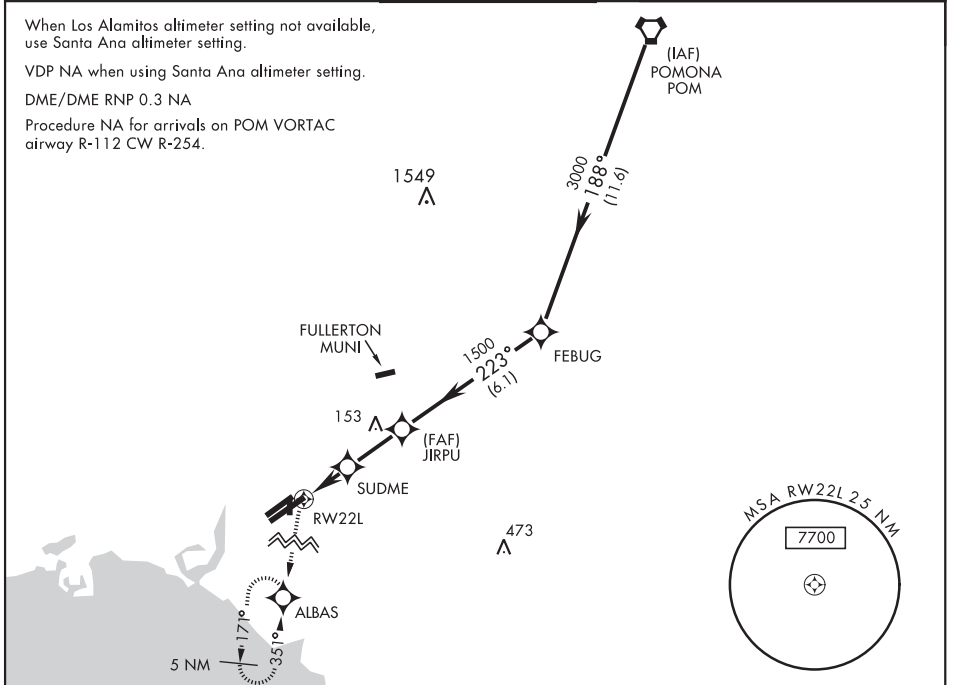 When Los Alamitos altimeter setting not available,
use Santa Ana altimeter setting.
VDP NA when using Santa Ana altimeter setting.
DME/DME RNP 0.3 NA
Procedure NA for arrivals on POM VORTAC
airway R-112 CW R-254.
(IAF)
POMONA
POM
3000
188°
(11.6)
1549
FULLERTON
MUNI
FEBUG
1500
223°
(6.1)
153
(FAF)
JIRPU
SUDME
RW22L
473
MSA RW22L 25 NM
7700
ALBAS
171°
351°
5 NM